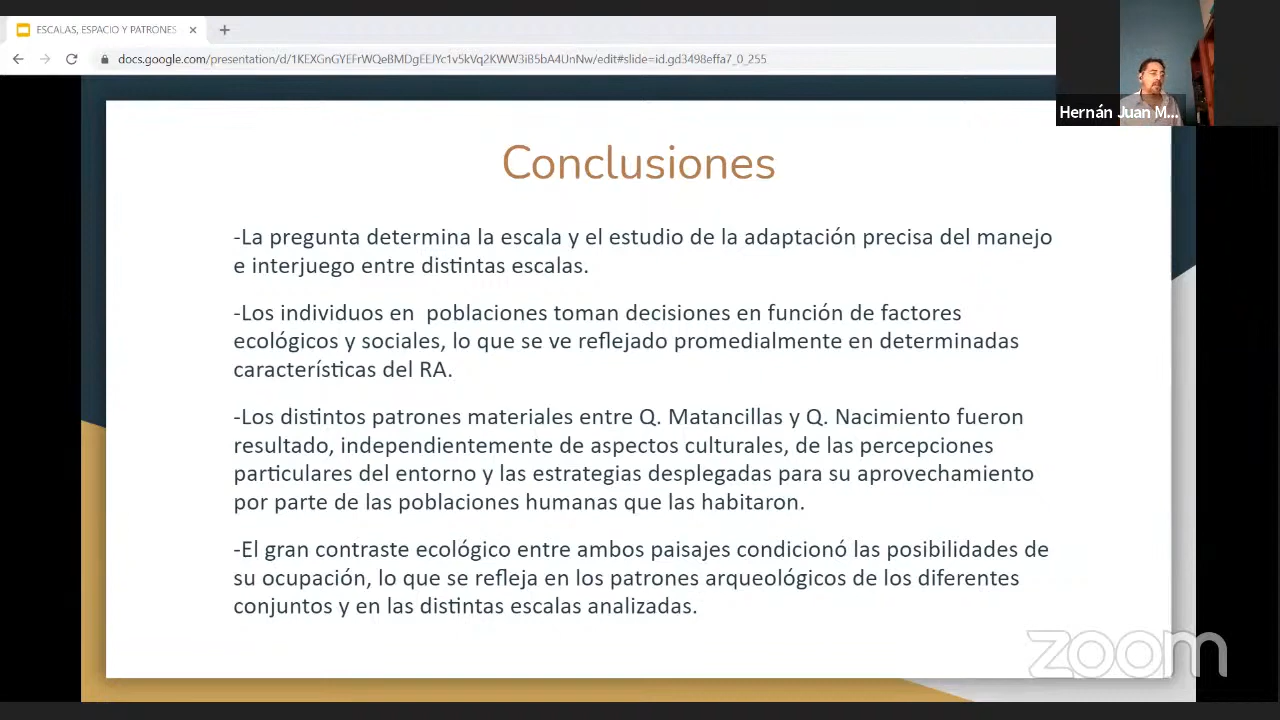 ESCALAS, ESPACIO Y PATRONES
docs.google.com/presentation/d/1KEXGnGYEFrWQeBMDgEEJYc1v5kVq2KWW3iB5bA4UnNw/edit#slide=id.gd3498effa7_0_255
Hernán Juan M...
Conclusiones
-La pregunta determina la escala y el estudio de la adaptación precisa del manejo
e interjuego entre distintas escalas.
-Los individuos en  poblaciones toman decisiones en función de factores
ecológicos y sociales, lo que se ve reflejado promedialmente en determinadas
características del RA.
-Los distintos patrones materiales entre Q. Matancillas y Q. Nacimiento fueron
resultado, independientemente de aspectos culturales, de las percepciones
particulares del entorno y las estrategias desplegadas para su aprovechamiento
por parte de las poblaciones humanas que las habitaron.
-El gran contraste ecológico entre ambos paisajes condicionó las posibilidades de
su ocupación, lo que se refleja en los patrones arqueológicos de los diferentes
conjuntos y en las distintas escalas analizadas.
zoom